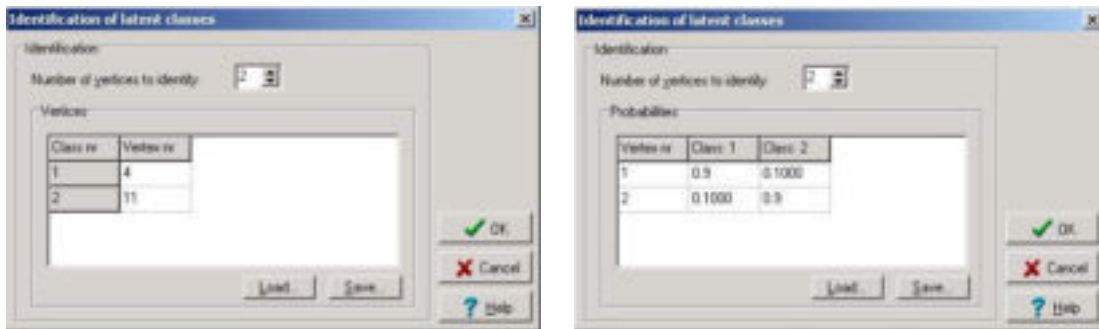 Identification of latent classes
Identification
Number of vertices to identify 2
Vertices
Class nr Vertex nr
1 4
2 11
OK
Cancel
Load... Save...
Help
Identification of latent classes
Identification
Number of vertices to identify 2
Probabilities
Vertex nr Class: 1 Class: 2
1 0.9 0.1000
2 0.1000 0.9
OK
Cancel
Load... Save...
Help